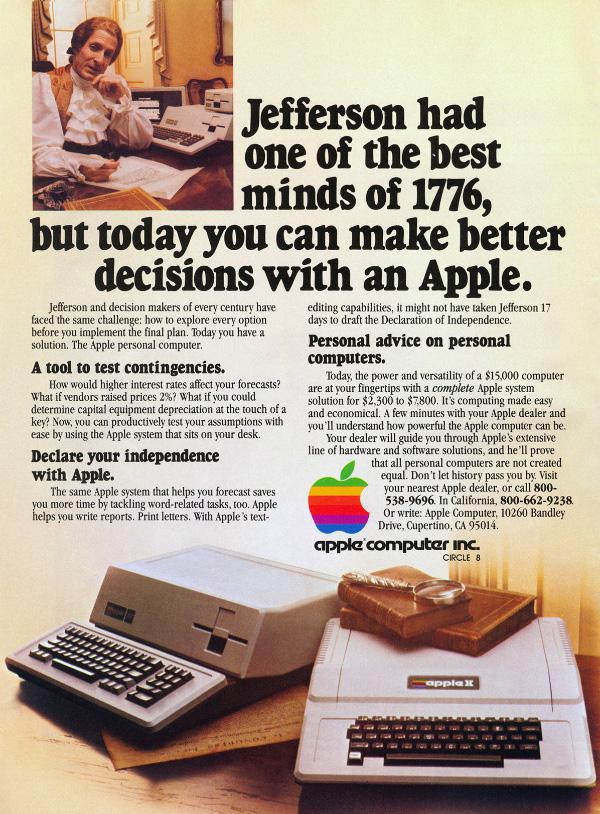 Jefferson had
one of the best
minds of 1776,
but today you can make better
decisions with an Apple.
Jefferson and decision makers of every century have
faced the same challenge: how to explore every option
before you implement the final plan. Today you have a
solution. The Apple personal computer.
A tool to test contingencies.
How would higher interest rates affect your forecasts?
What if vendors raised prices 2%? What if you could
determine capital equipment depreciation at the touch of a
key? Now, you can productively test your assumptions with
ease by using the Apple system that sits on your desk.
Declare your independence
with Apple.
The same Apple system that helps you forecast saves
you more time by tackling word-related tasks, too. Apple
helps you write reports. Print letters. With Apple's text-
editing capabilities, it might not have taken Jefferson 17
days to draft the Declaration of Independence.
Personal advice on personal
computers.
Today, the power and versatility of a $15,000 computer
are at your fingertips with a complete Apple system
solution for $2,300 to $7,800. It's computing made easy
and economical. A few minutes with your Apple dealer and
you'll understand how powerful the Apple computer can be.
Your dealer will guide you through Apple's extensive
line of hardware and software solutions, and he'll prove
that all personal computers are not created
equal. Don't let history pass you by. Visit
your nearest Apple dealer, or call 800-
538-9696. In California, 800-662-9238.
Or write: Apple Computer, 10260 Bandley
Drive, Cupertino, CA 95014.
apple computer inc.
CIRCLE 8
apple ][